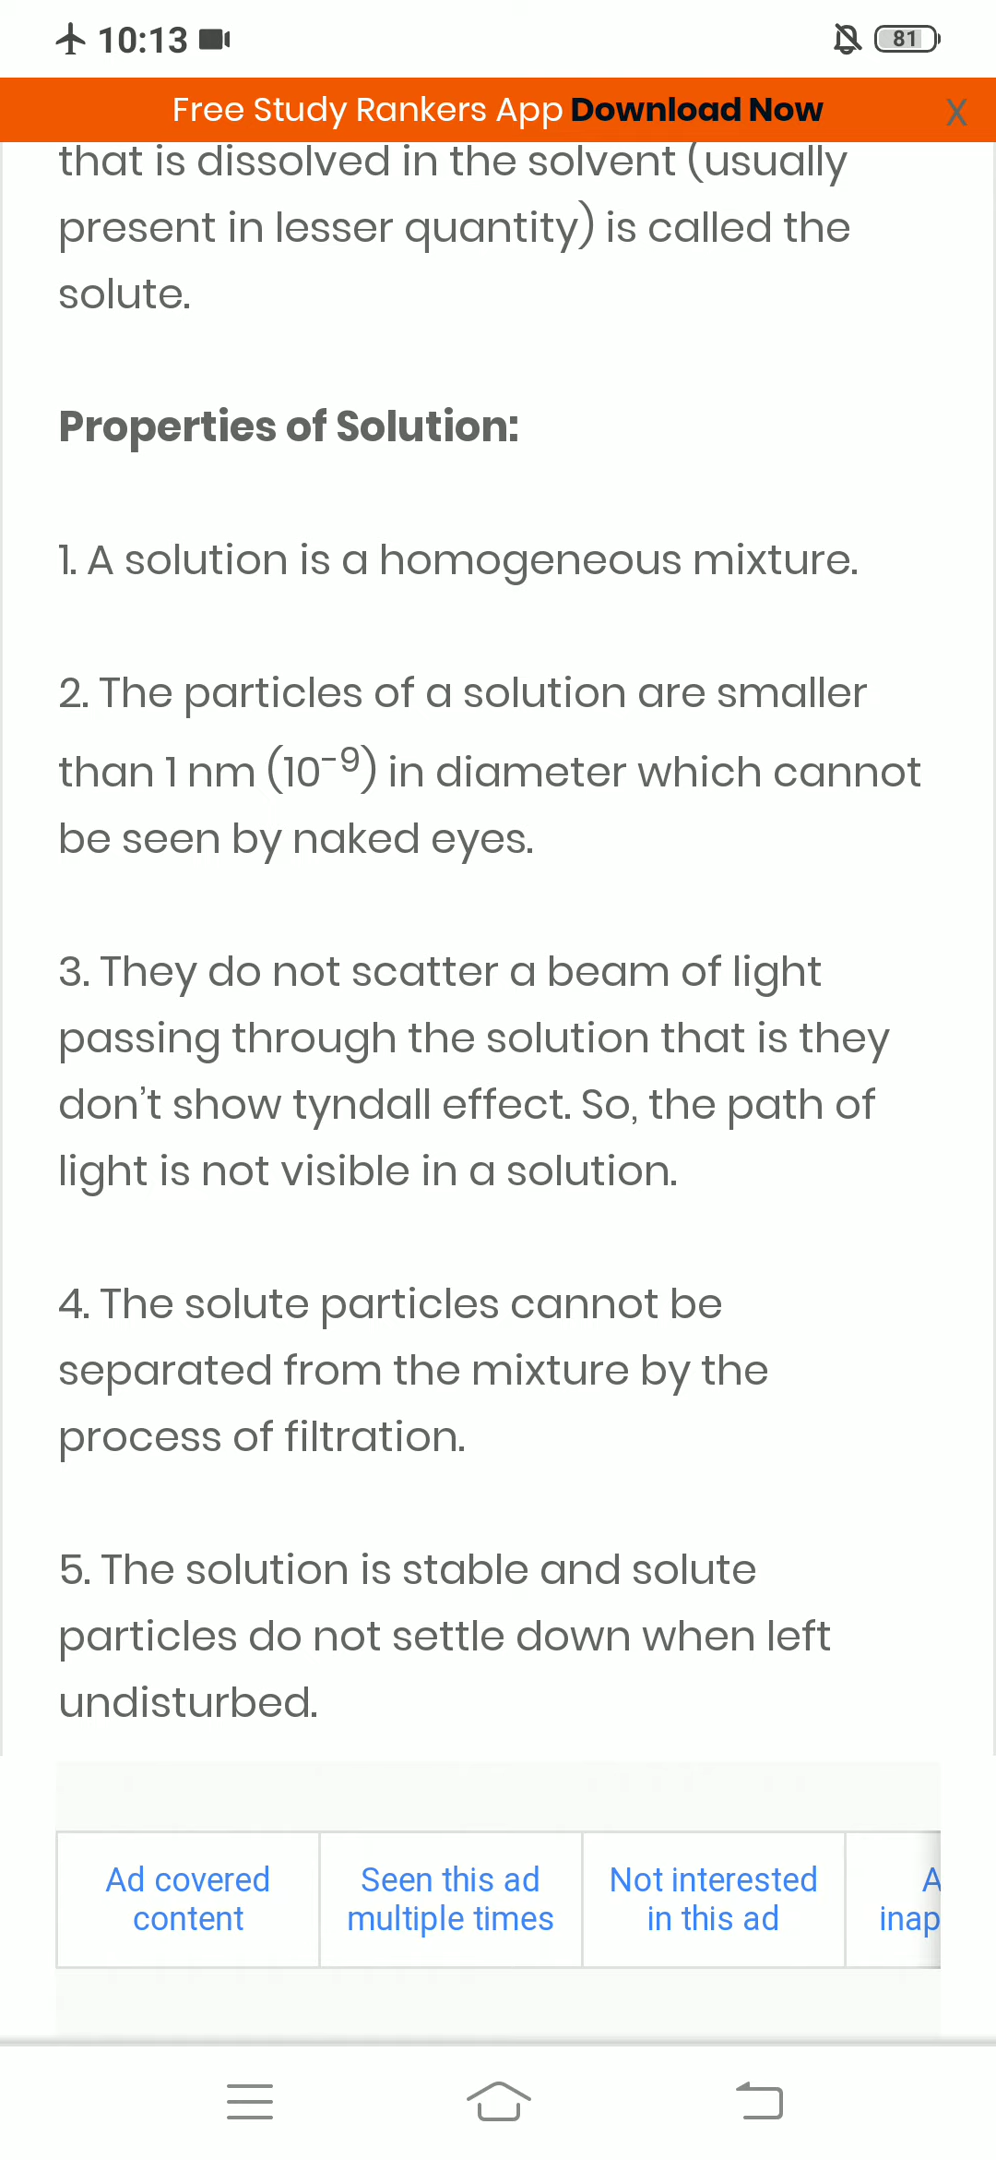 10:13
81
Free Study Rankers App Download Now X
that is dissolved in the solvent (usually
present in lesser quantity) is called the
solute.
Properties of Solution:
1. A solution is a homogeneous mixture.
2. The particles of a solution are smaller
than 1 nm (10⁻⁹) in diameter which cannot
be seen by naked eyes.
3. They do not scatter a beam of light
passing through the solution that is they
don’t show tyndall effect. So, the path of
light is not visible in a solution.
4. The solute particles cannot be
separated from the mixture by the
process of filtration.
5. The solution is stable and solute
particles do not settle down when left
undisturbed.
Ad covered
content
Seen this ad
multiple times
Not interested
in this ad
A
inap